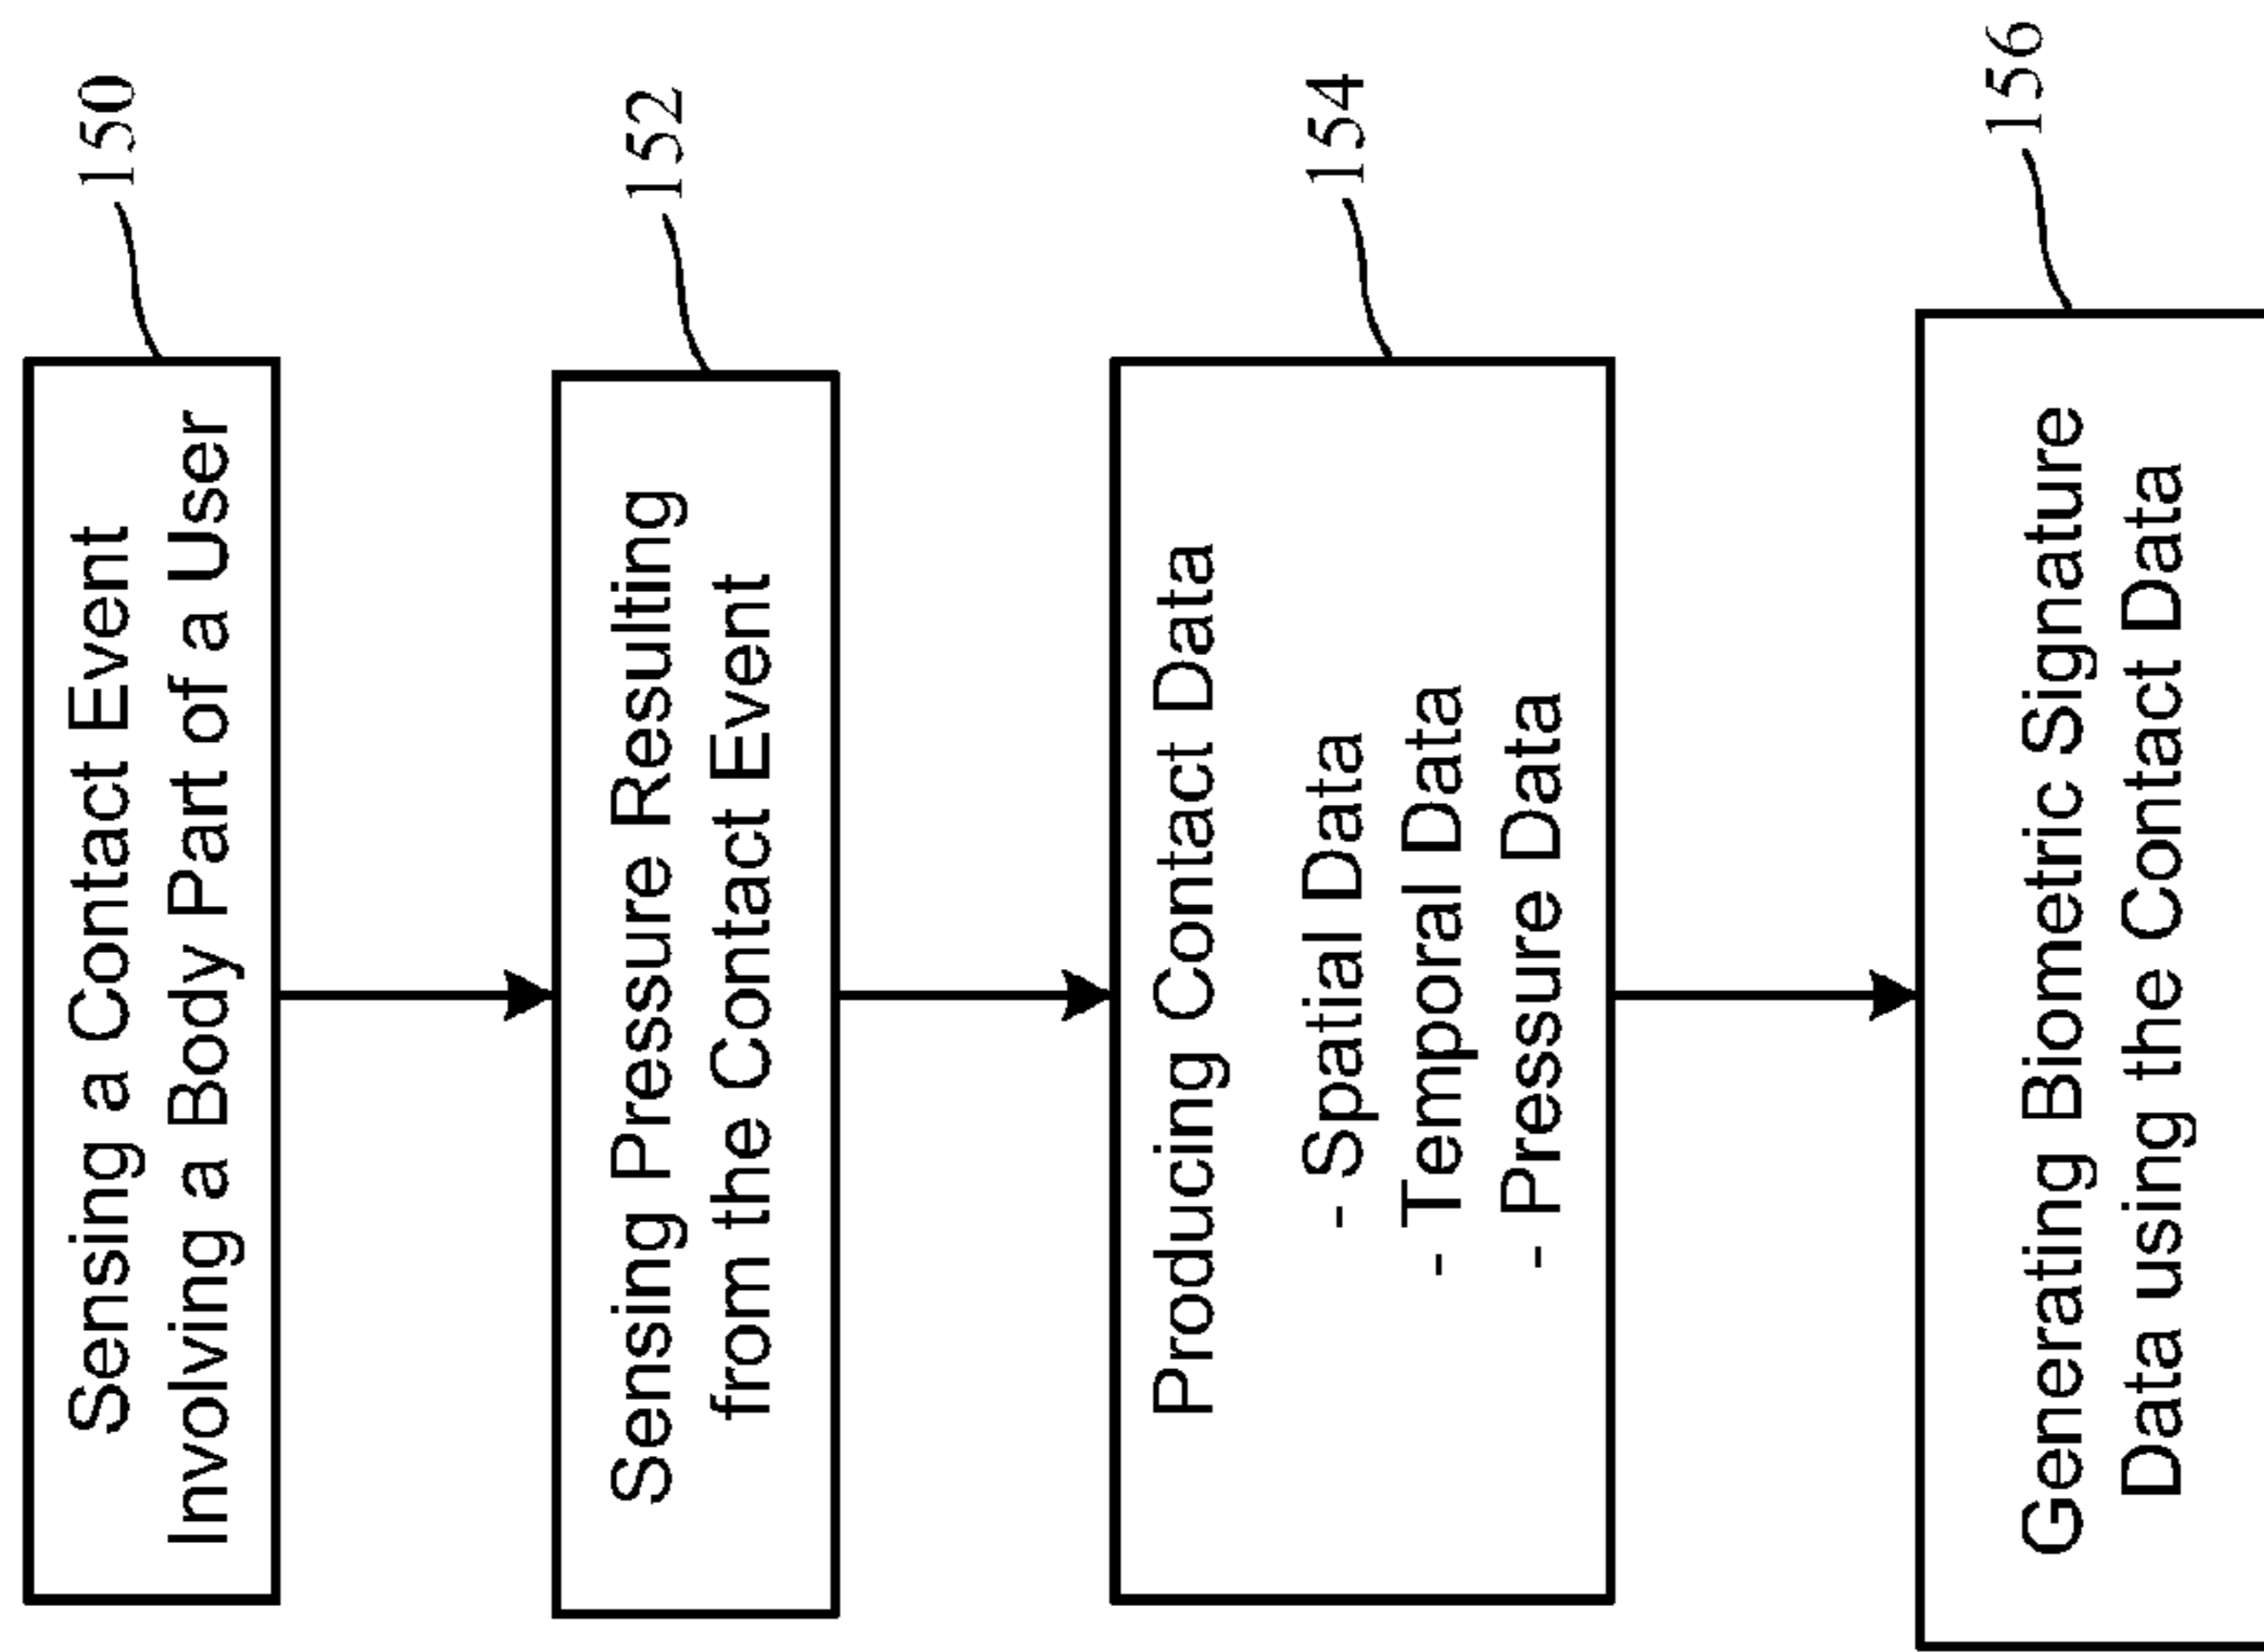 150
Sensing a Contact Event
Involving a Body Part of a User
152
Sensing Pressure Resulting
from the Contact Event
154
Producing Contact Data
- Spatial Data
- Temporal Data
- Pressure Data
156
Generating Biometric Signature
Data using the Contact Data